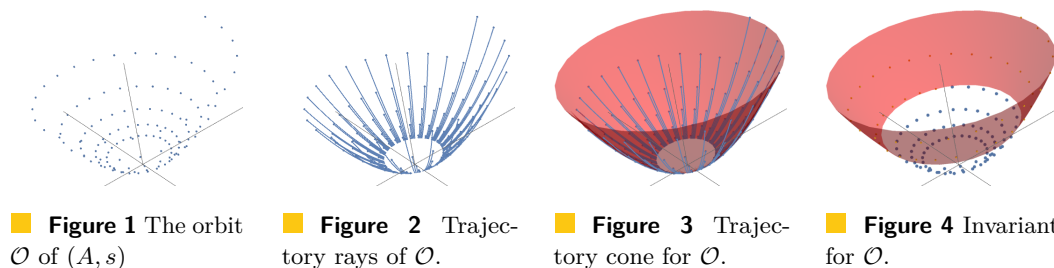 Figure 1 The orbit
𝒪 of (A, s)
Figure 2 Trajec-
tory rays of 𝒪.
Figure 3 Trajec-
tory cone for 𝒪.
Figure 4 Invariant
for 𝒪.